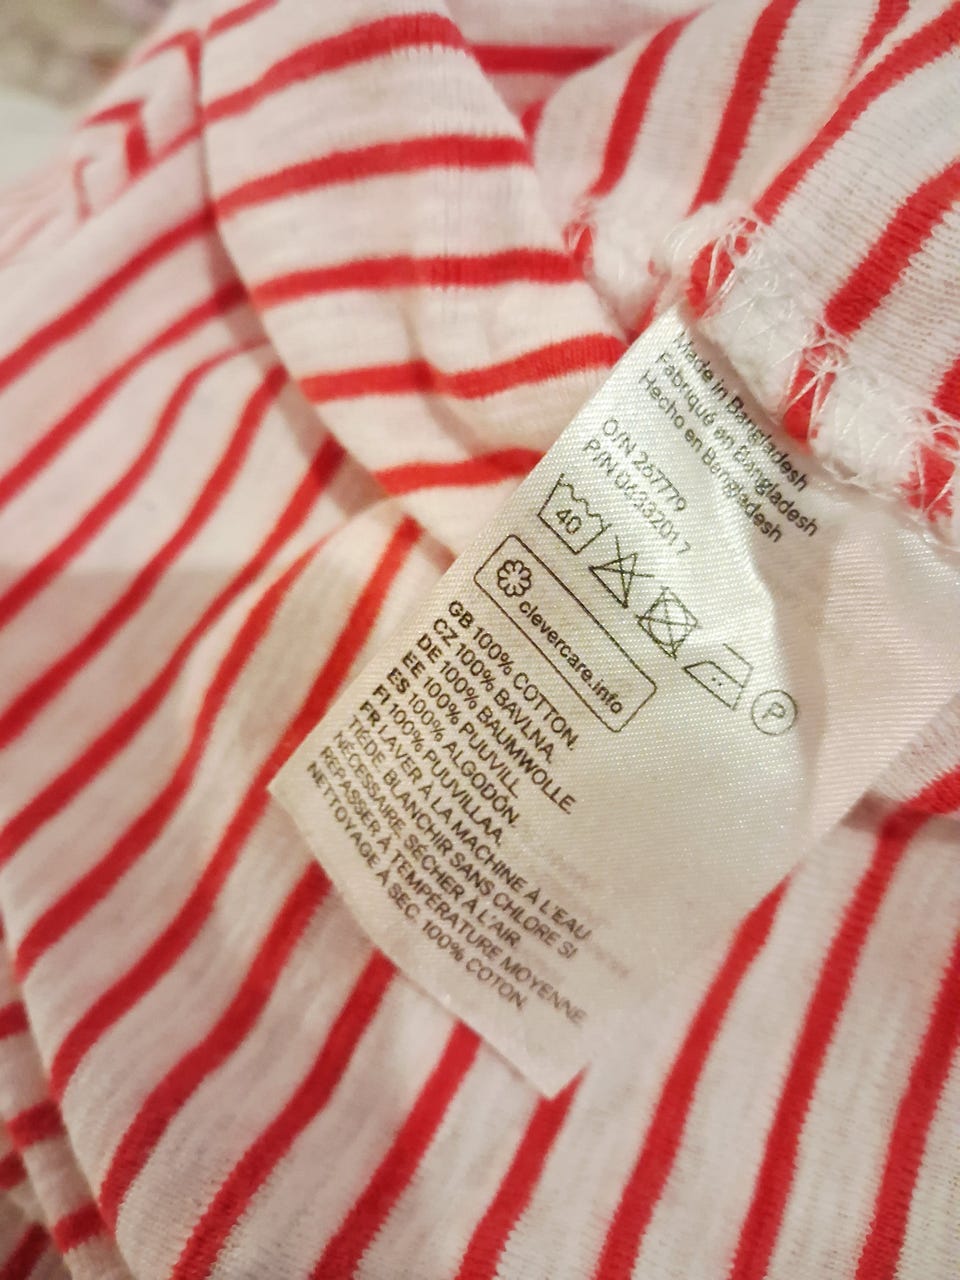 Made in Bangladesh
Fabriqué en Bangladesh
Hecho en Bangladesh
O/N 267779
P/N 06232017
40
P
clevercare.info
GB 100% COTTON.
CZ 100% BAVLNA.
DE 100% BAUMWOLLE
EE 100% PUUVILL
ES 100% ALGODÓN.
FI 100% PUUVILLAA.
FR LAVER À LA MACHINE À L'EAU
TIÈDE. BLANCHIR SANS CHLORE SI
NÉCESSAIRE. SÉCHER À L'AIR.
REPASSER À TEMPÉRATURE MOYENNE
NETTOYAGE À SEC. 100% COTON.